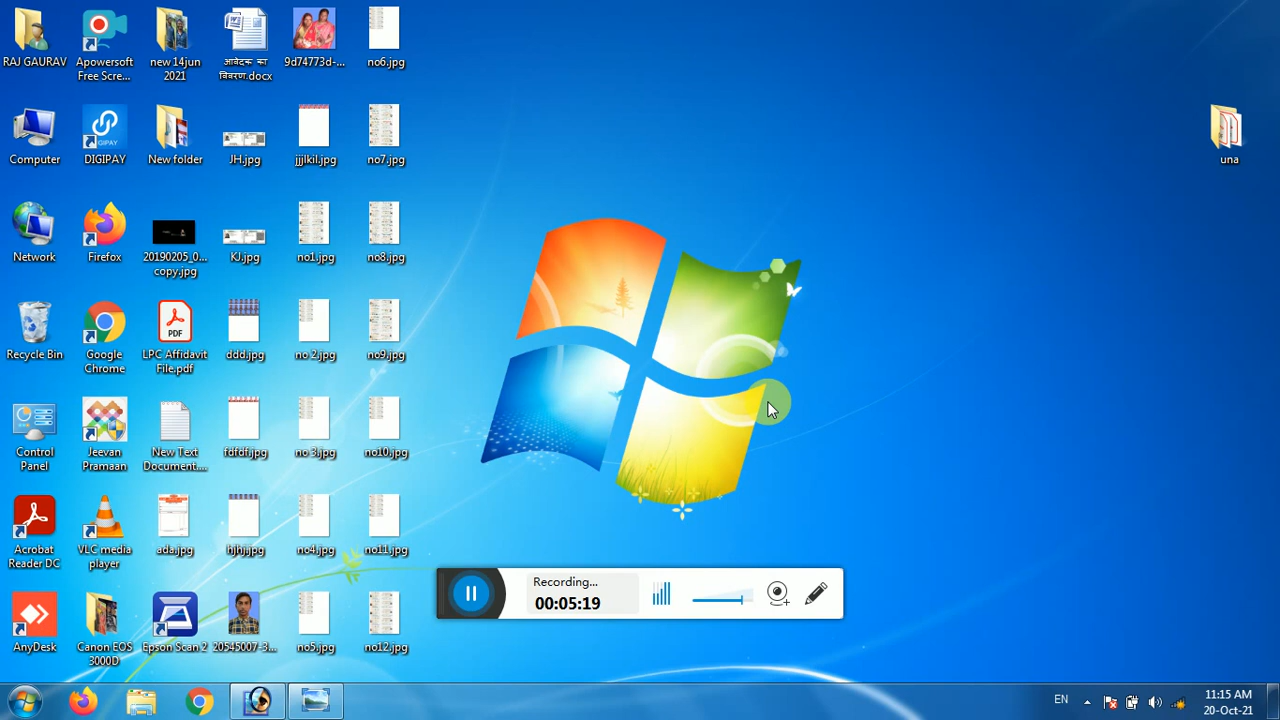 RAJ GAURAV
Apowersoft
Free Scre...
new 14jun
2021
आवेदक का
विवरण.docx
9d74773d-...
no6.jpg
Computer
GIPAY
DIGIPAY
New folder
JH.jpg
jjjlkil.jpg
no7.jpg
una
Network
Firefox
20190205_0...
copy.jpg
KJ.jpg
no1.jpg
no8.jpg
Recycle Bin
Google
Chrome
PDF
LPC Affidavit
File.pdf
ddd.jpg
no 2.jpg
no9.jpg
Control
Panel
Jeevan
Pramaan
New Text
Document....
fdfdf.jpg
no 3.jpg
no10.jpg
Acrobat
Reader DC
VLC media
player
ada.jpg
hjhjj.jpg
no4.jpg
no11.jpg
Recording...
00:05:19
AnyDesk
Canon EOS
3000D
Epson Scan 2
20545007-3...
no5.jpg
no12.jpg
EN
11:15 AM
20-Oct-21